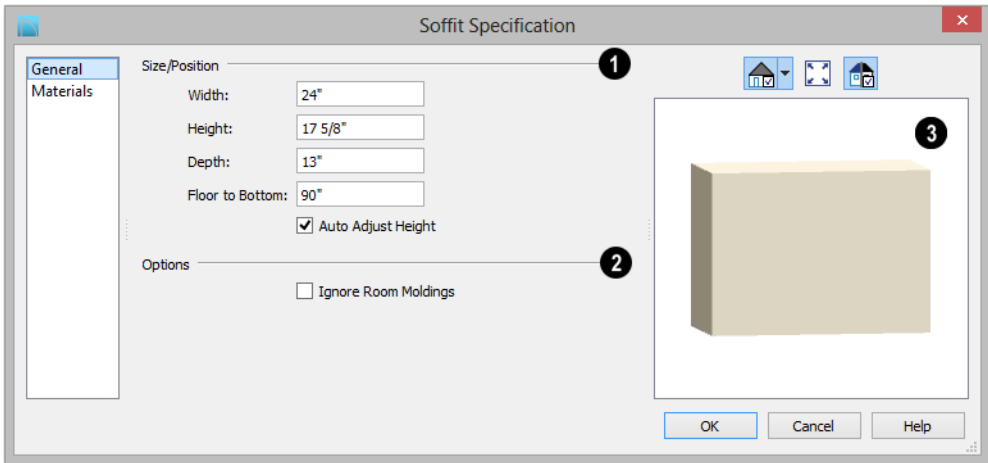 Soffit Specification
General
Materials
Size/Position 1
Width: 24"
Height: 17 5/8"
Depth: 13"
Floor to Bottom: 90"
Auto Adjust Height
Options 2
Ignore Room Moldings
3
OK Cancel Help